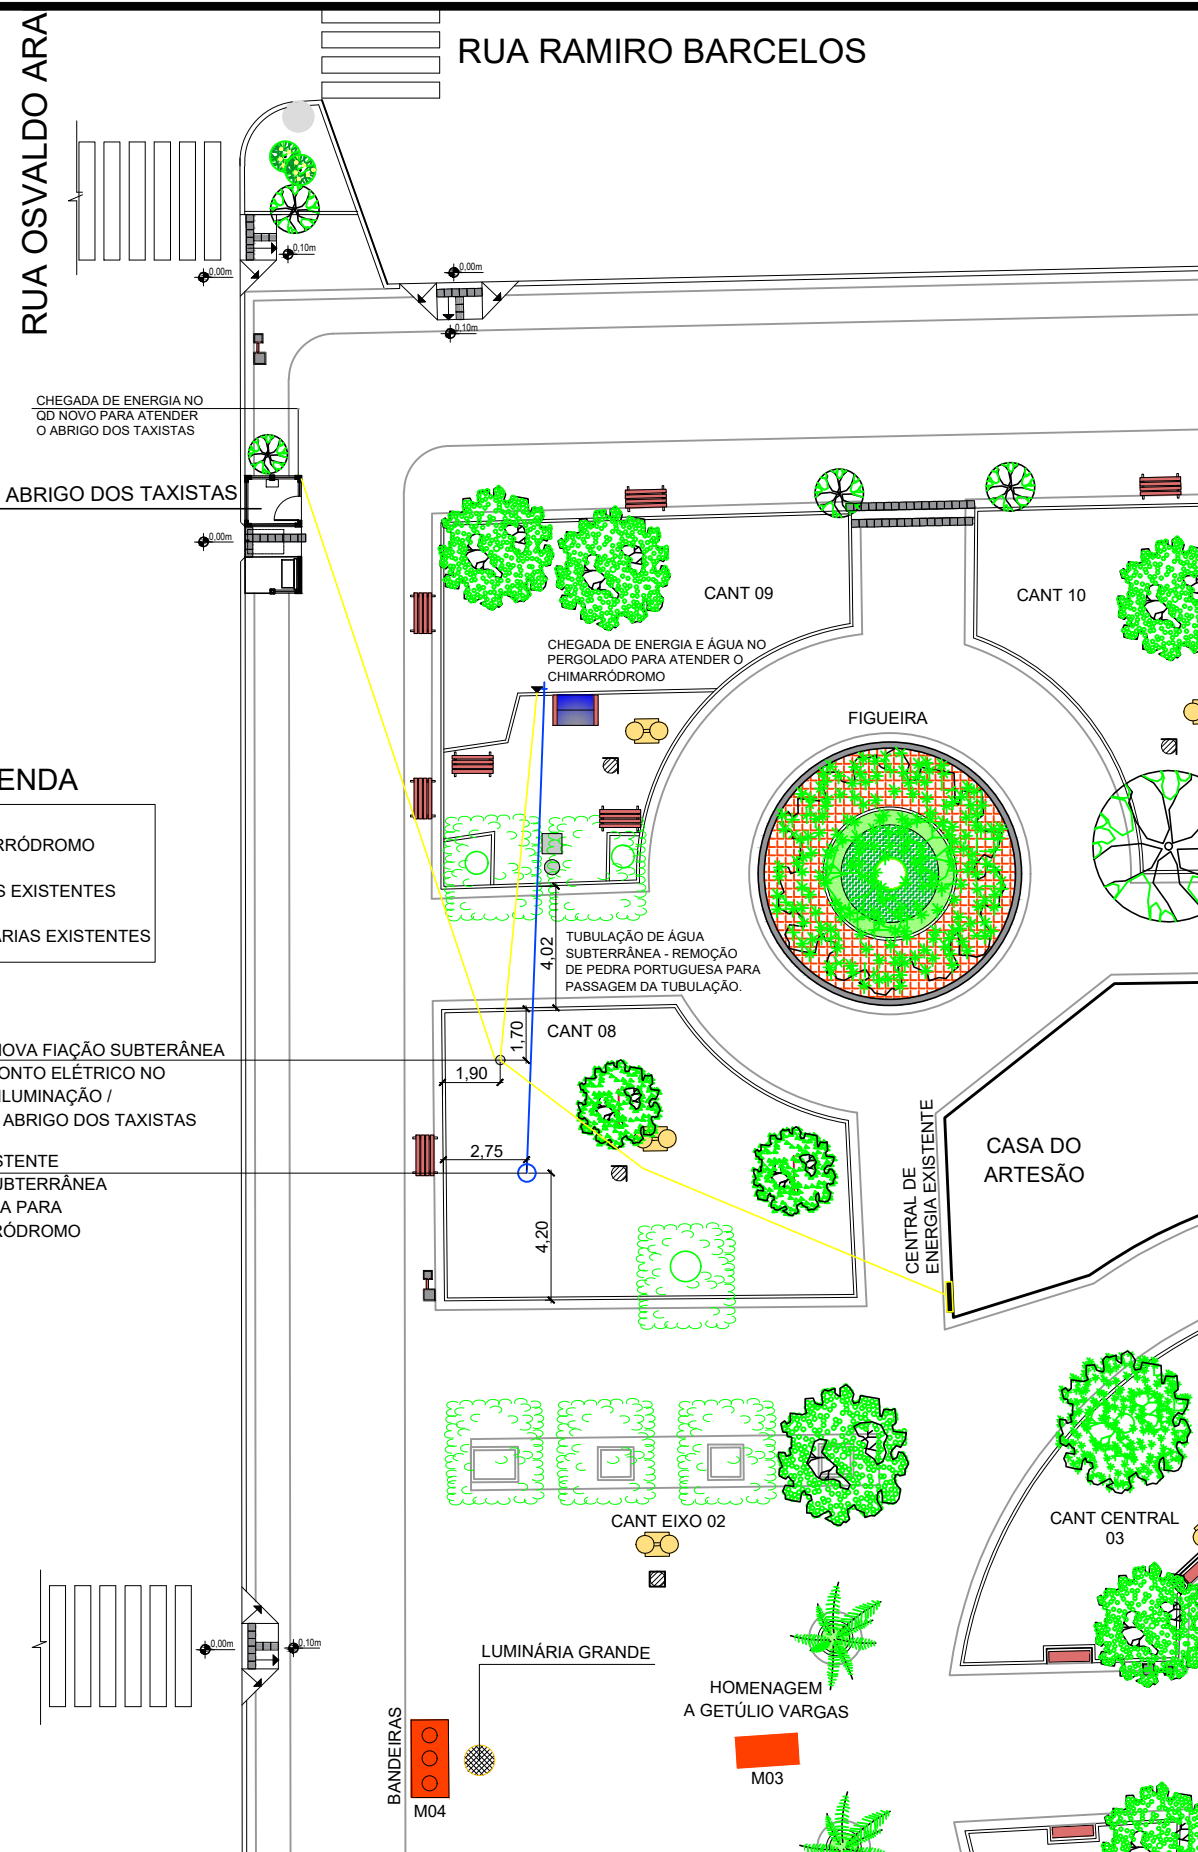 RUA OSVALDO ARA
RUA RAMIRO BARCELOS
0,10m
0,00m
0,00m
0,10m
CHEGADA DE ENERGIA NO
QD NOVO PARA ATENDER
O ABRIGO DOS TAXISTAS
ABRIGO DOS TAXISTAS
0,00m
CANT 09
CANT 10
CHEGADA DE ENERGIA E ÁGUA NO
PERGOLADO PARA ATENDER O
CHIMARRÓDROMO
FIGUEIRA
ENDA
RRÓDROMO
S EXISTENTES
ÁRIAS EXISTENTES
4,02
TUBULAÇÃO DE ÁGUA
SUBTERRÂNEA - REMOÇÃO
DE PEDRA PORTUGUESA PARA
PASSAGEM DA TUBULAÇÃO.
1,70
CANT 08
NOVA FIAÇÃO SUBTERÂNEA
ONTO ELÉTRICO NO
ILUMINAÇÃO /
ABRIGO DOS TAXISTAS
1,90
2,75
STENTE
UBTERRÂNEA
A PARA
RÓDROMO
4,20
CENTRAL DE
ENERGIA EXISTENTE
CASA DO
ARTESÃO
CANT EIXO 02
CANT CENTRAL
03
0,00m
0,10m
LUMINÁRIA GRANDE
HOMENAGEM
A GETÚLIO VARGAS
BANDEIRAS
M03
M04